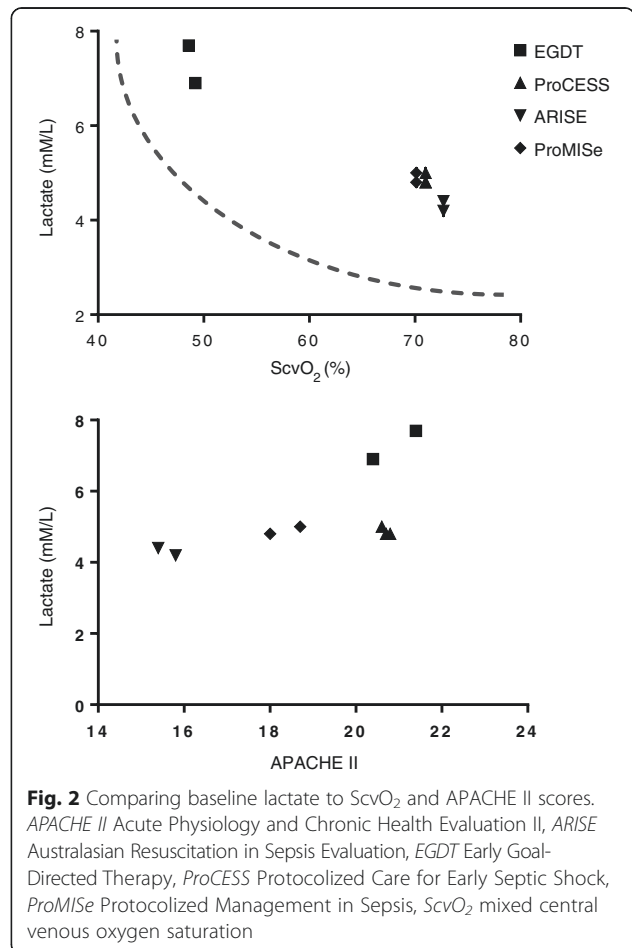 8
6
4
2
Lactate (mM/L)
40 50 60 70 80
ScvO₂ (%)
EGDT
ProCESS
ARISE
ProMISe
8
6
4
2
0
Lactate (mM/L)
14 16 18 20 22 24
APACHE II
Fig. 2 Comparing baseline lactate to ScvO₂ and APACHE II scores.
APACHE II Acute Physiology and Chronic Health Evaluation II, ARISE
Australasian Resuscitation in Sepsis Evaluation, EGDT Early Goal-
Directed Therapy, ProCESS Protocolized Care for Early Septic Shock,
ProMISe Protocolized Management in Sepsis, ScvO₂ mixed central
venous oxygen saturation